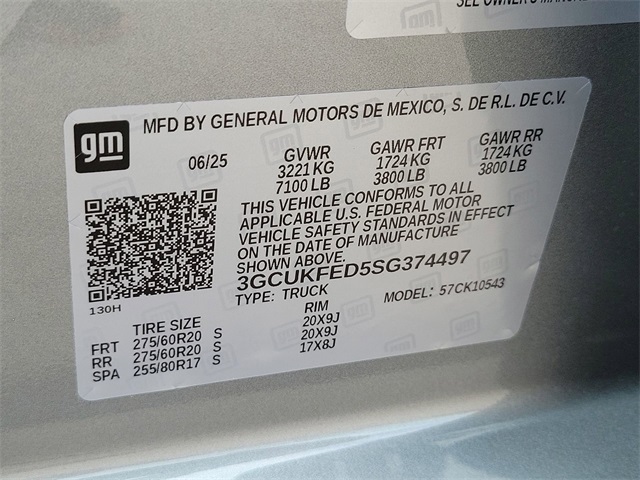 SEE OWNER'S MANUAL
gm
MFD BY GENERAL MOTORS DE MEXICO, S. DE R.L. DE C.V.
06/25 GVWR GAWR FRT GAWR RR
3221 KG 1724 KG 1724 KG
7100 LB 3800 LB 3800 LB
THIS VEHICLE CONFORMS TO ALL
APPLICABLE U.S. FEDERAL MOTOR
VEHICLE SAFETY STANDARDS IN EFFECT
ON THE DATE OF MANUFACTURE
SHOWN ABOVE.
3GCUKFED5SG374497
TYPE: TRUCK MODEL: 57CK10543
130H
TIRE SIZE RIM
FRT 275/60R20 S 20X9J
RR 275/60R20 S 20X9J
SPA 255/80R17 S 17X8J